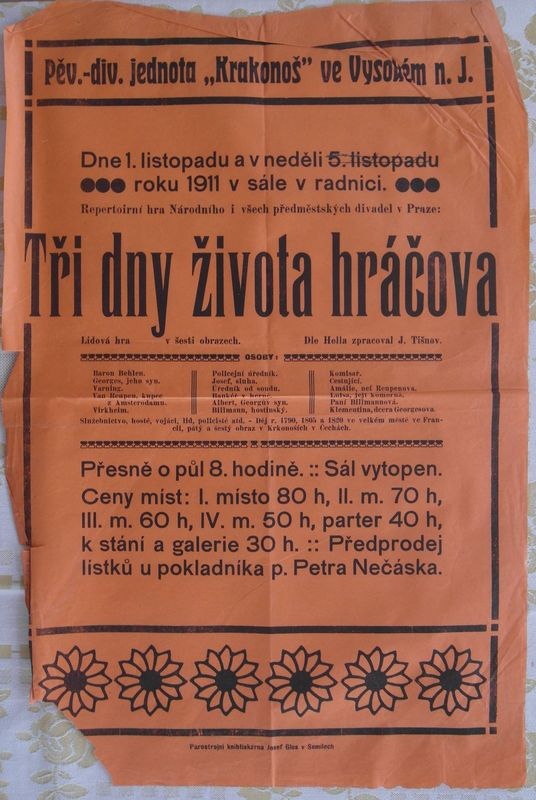 Pěv.-div. jednota „Krakonoš” ve Vysokém n. J.
Dne 1. listopadu a v neděli 5. listopadu
roku 1911 v sále v radnici.
Repertoirní hra Národního i všech předměstských divadel v Praze:
Tři dny života hráčova
Lidová hra v šesti obrazech. Dle Hella zpracoval J. Tišnov.
OSOBY:
Baron Behlen.
Georges, jeho syn.
Varning.
Van Reupen, kupec
z Amsterodamu.
Virkheim.
Policejní úředník.
Josef, sluha.
Úředník od soudu.
Bankéř v herně.
Albert, Georgův syn.
Billmann, hostinský.
Komisar.
Cestující.
Amálie, neť Reupenova.
Luisa, její komorná.
Paní Billmannová.
Klementina, dcera Georgesova.
Služebnictvo, hosté, vojáci, lid, policisté atd. - Děj r. 1790, 1805 a 1820 ve velkém městě ve Fran-
cii, pátý a šestý obraz v Krkonoších v Čechách.
Přesně o půl 8. hodině. :: Sál vytopen.
Ceny míst: I. místo 80 h, II. m. 70 h,
III. m. 60 h, IV. m. 50 h, parter 40 h,
k stání a galerie 30 h. :: Předprodej
lístků u pokladníka p. Petra Nečáska.
Parostrojní knihtiskárna Josef Glos v Semilech